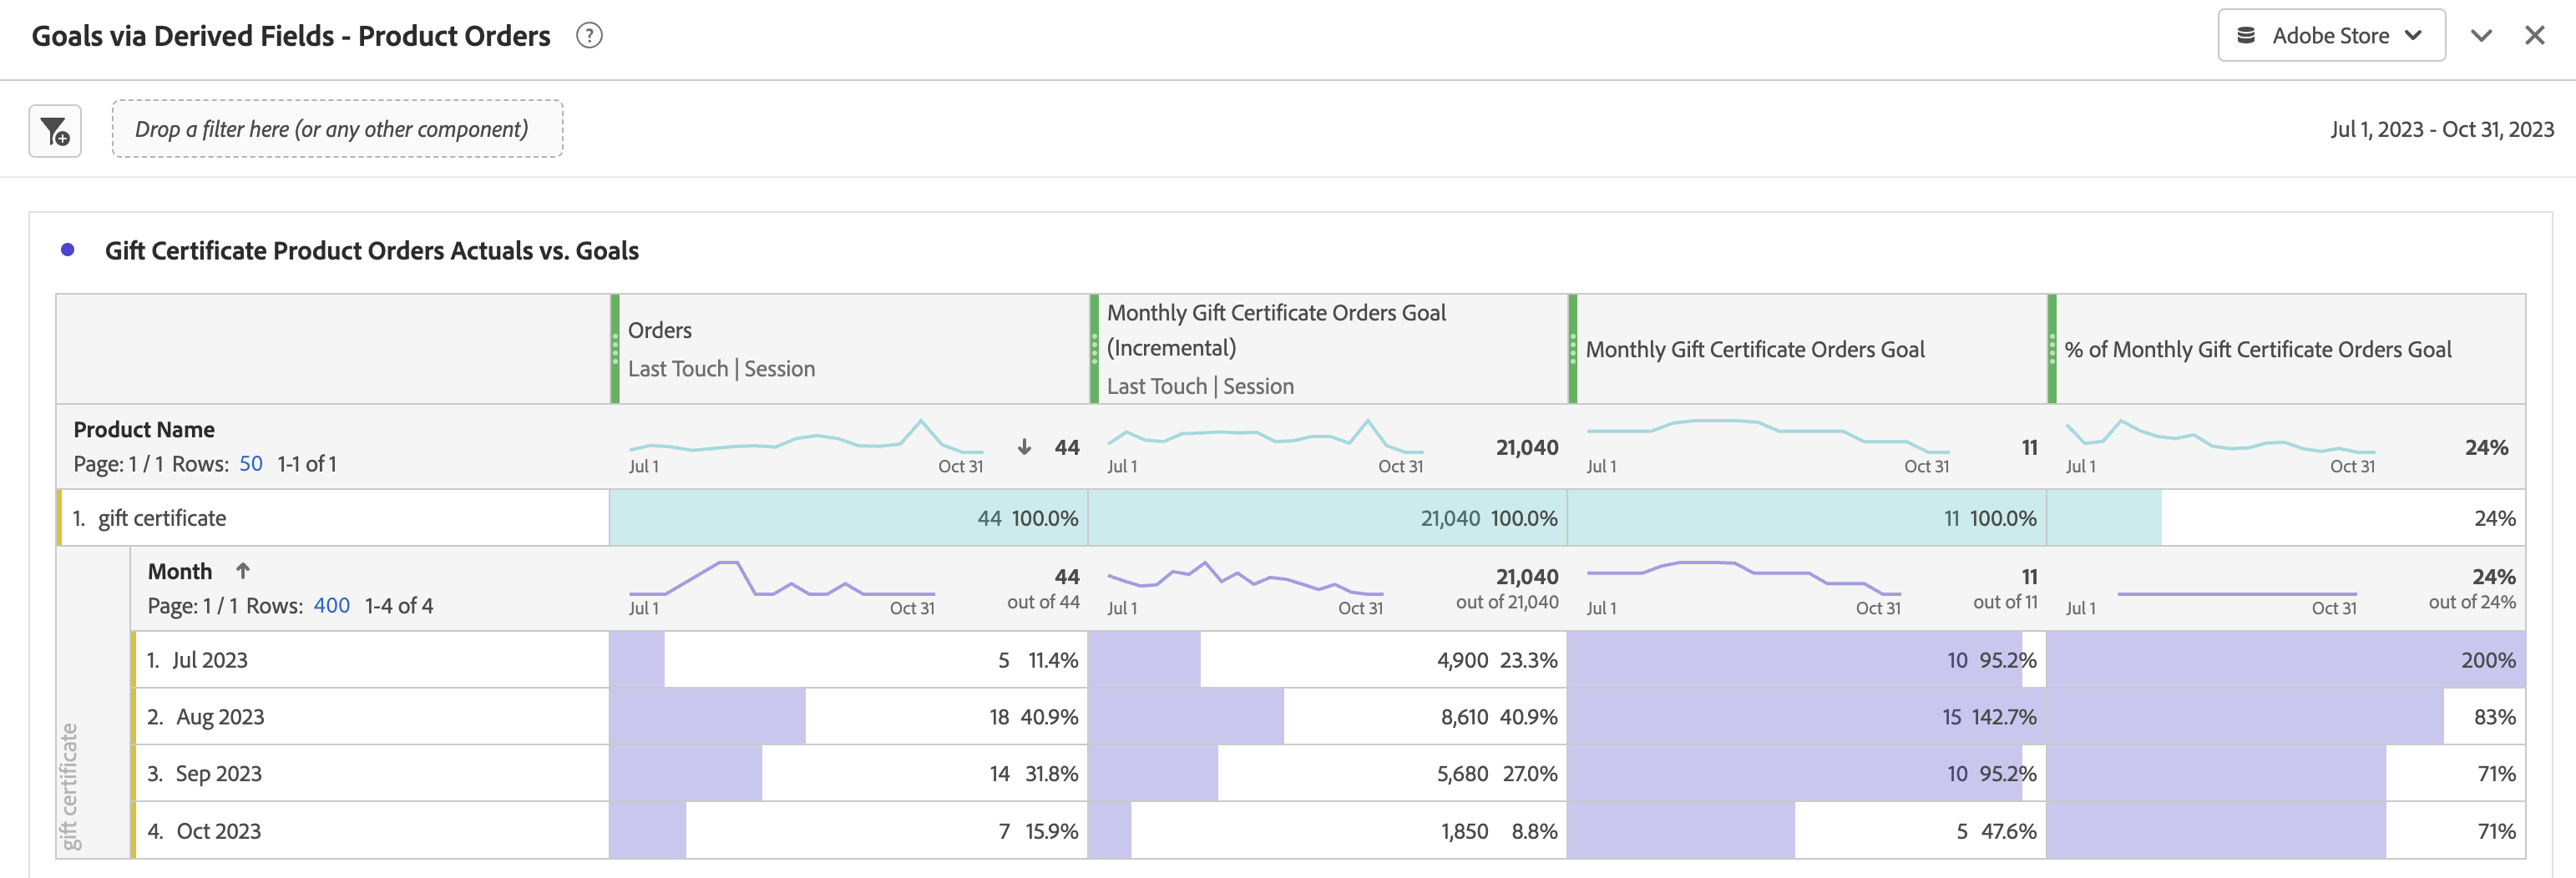 Goals via Derived Fields - Product Orders ?
Adobe Store
Drop a filter here (or any other component)
Jul 1, 2023 - Oct 31, 2023
Gift Certificate Product Orders Actuals vs. Goals
Orders
Last Touch | Session
Monthly Gift Certificate Orders Goal
(Incremental)
Last Touch | Session
Monthly Gift Certificate Orders Goal
% of Monthly Gift Certificate Orders Goal
Product Name
Page: 1 / 1 Rows: 50 1-1 of 1
Jul 1 Oct 31 44
Jul 1 Oct 31 21,040
Jul 1 Oct 31 11
Jul 1 Oct 31 24%
1. gift certificate 44 100.0% 21,040 100.0% 11 100.0% 24%
gift certificate
Month
Page: 1 / 1 Rows: 400 1-4 of 4
Jul 1 Oct 31
44
out of 44
Jul 1 Oct 31
21,040
out of 21,040
Jul 1 Oct 31
11
out of 11
Jul 1 Oct 31
24%
out of 24%
1. Jul 2023 5 11.4% 4,900 23.3% 10 95.2% 200%
2. Aug 2023 18 40.9% 8,610 40.9% 15 142.7% 83%
3. Sep 2023 14 31.8% 5,680 27.0% 10 95.2% 71%
4. Oct 2023 7 15.9% 1,850 8.8% 5 47.6% 71%